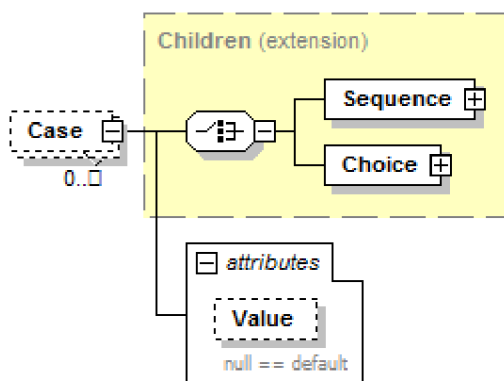 Children (extension)
Sequence
Case
Choice
0..□
attributes
Value
null == default